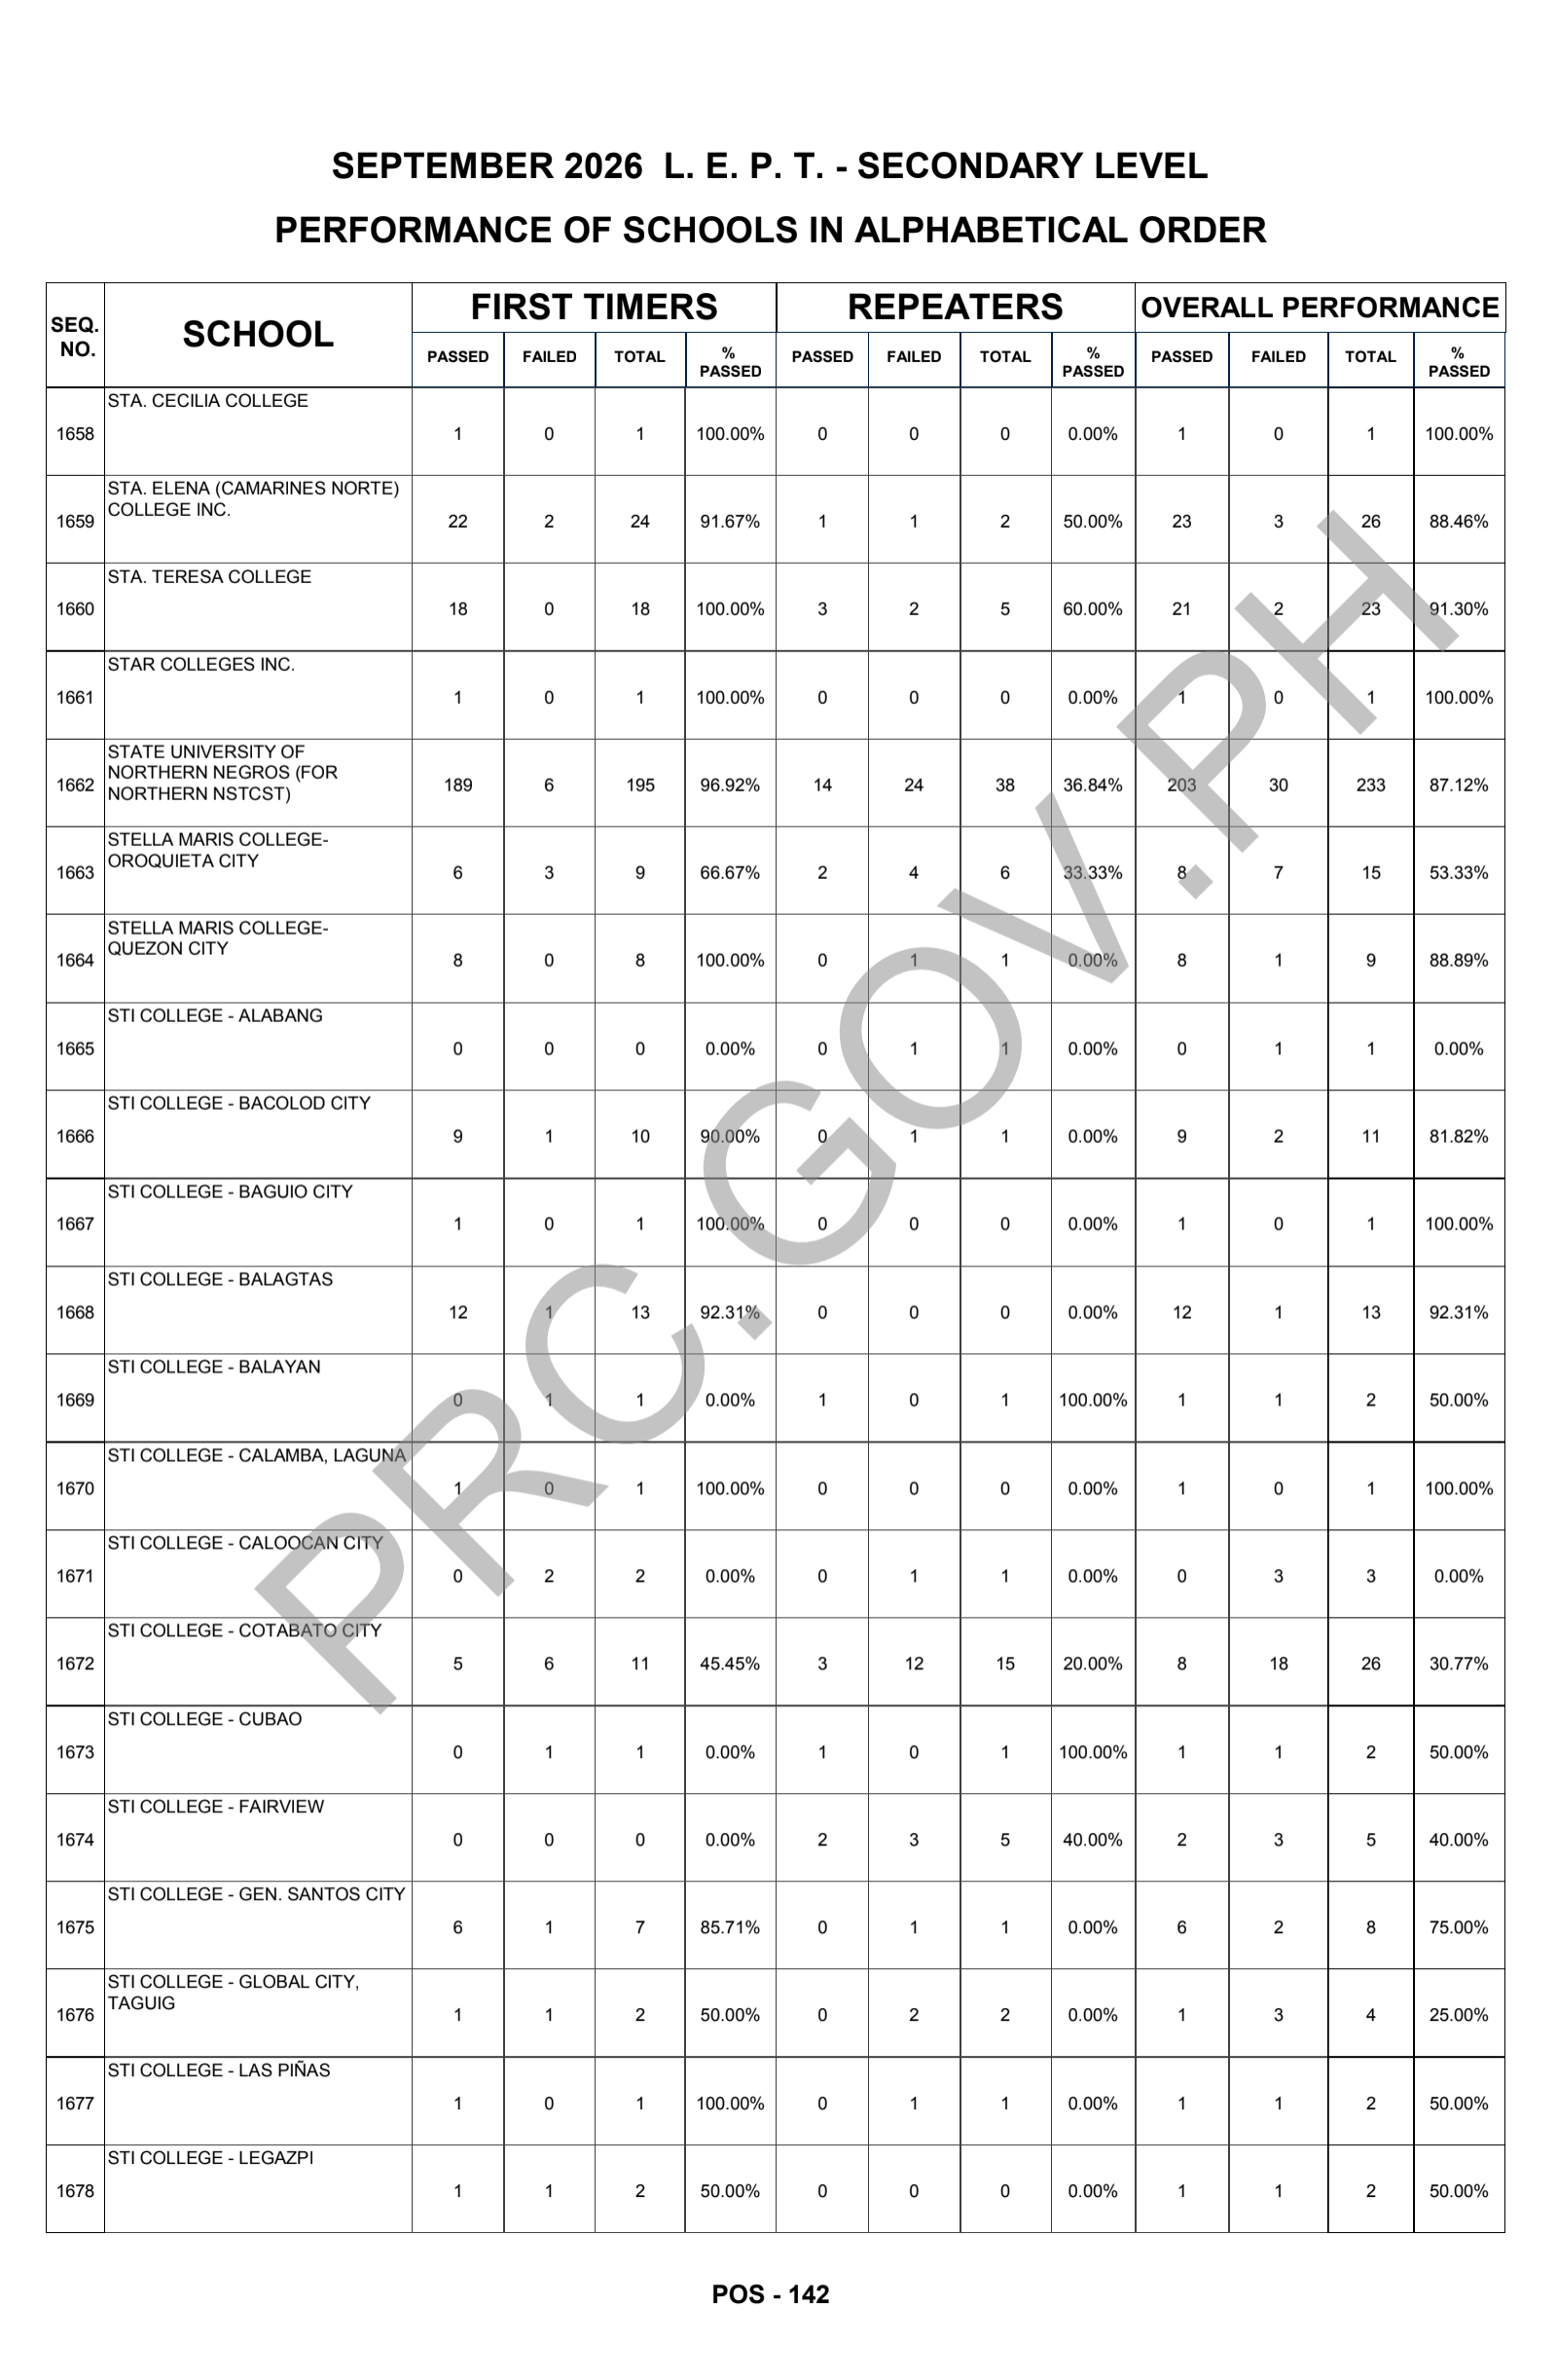 SEPTEMBER 2026 L. E. P. T. - SECONDARY LEVEL
PERFORMANCE OF SCHOOLS IN ALPHABETICAL ORDER
SEQ. NO. SCHOOL FIRST TIMERS REPEATERS OVERALL PERFORMANCE
PASSED FAILED TOTAL % PASSED PASSED FAILED TOTAL % PASSED PASSED FAILED TOTAL % PASSED
STA. CECILIA COLLEGE
1658 1 0 1 100.00% 0 0 0 0.00% 1 0 1 100.00%
STA. ELENA (CAMARINES NORTE)
COLLEGE INC.
1659 22 2 24 91.67% 1 1 2 50.00% 23 3 26 88.46%
STA. TERESA COLLEGE
1660 18 0 18 100.00% 3 2 5 60.00% 21 2 23 91.30%
STAR COLLEGES INC.
1661 1 0 1 100.00% 0 0 0 0.00% 1 0 1 100.00%
STATE UNIVERSITY OF
NORTHERN NEGROS (FOR
NORTHERN NSTCST)
1662 189 6 195 96.92% 14 24 38 36.84% 203 30 233 87.12%
STELLA MARIS COLLEGE-
OROQUIETA CITY
1663 6 3 9 66.67% 2 4 6 33.33% 8 7 15 53.33%
STELLA MARIS COLLEGE-
QUEZON CITY
1664 8 0 8 100.00% 0 1 1 0.00% 8 1 9 88.89%
STI COLLEGE - ALABANG
1665 0 0 0 0.00% 0 1 1 0.00% 0 1 1 0.00%
STI COLLEGE - BACOLOD CITY
1666 9 1 10 90.00% 0 1 1 0.00% 9 2 11 81.82%
STI COLLEGE - BAGUIO CITY
1667 1 0 1 100.00% 0 0 0 0.00% 1 0 1 100.00%
STI COLLEGE - BALAGTAS
1668 12 1 13 92.31% 0 0 0 0.00% 12 1 13 92.31%
STI COLLEGE - BALAYAN
1669 0 1 1 0.00% 1 0 1 100.00% 1 1 2 50.00%
STI COLLEGE - CALAMBA, LAGUNA
1670 1 0 1 100.00% 0 0 0 0.00% 1 0 1 100.00%
STI COLLEGE - CALOOCAN CITY
1671 0 2 2 0.00% 0 1 1 0.00% 0 3 3 0.00%
STI COLLEGE - COTABATO CITY
1672 5 6 11 45.45% 3 12 15 20.00% 8 18 26 30.77%
STI COLLEGE - CUBAO
1673 0 1 1 0.00% 1 0 1 100.00% 1 1 2 50.00%
STI COLLEGE - FAIRVIEW
1674 0 0 0 0.00% 2 3 5 40.00% 2 3 5 40.00%
STI COLLEGE - GEN. SANTOS CITY
1675 6 1 7 85.71% 0 1 1 0.00% 6 2 8 75.00%
STI COLLEGE - GLOBAL CITY,
TAGUIG
1676 1 1 2 50.00% 0 2 2 0.00% 1 3 4 25.00%
STI COLLEGE - LAS PIÑAS
1677 1 0 1 100.00% 0 1 1 0.00% 1 1 2 50.00%
STI COLLEGE - LEGAZPI
1678 1 1 2 50.00% 0 0 0 0.00% 1 1 2 50.00%
PRC.GOV.PH
POS - 142